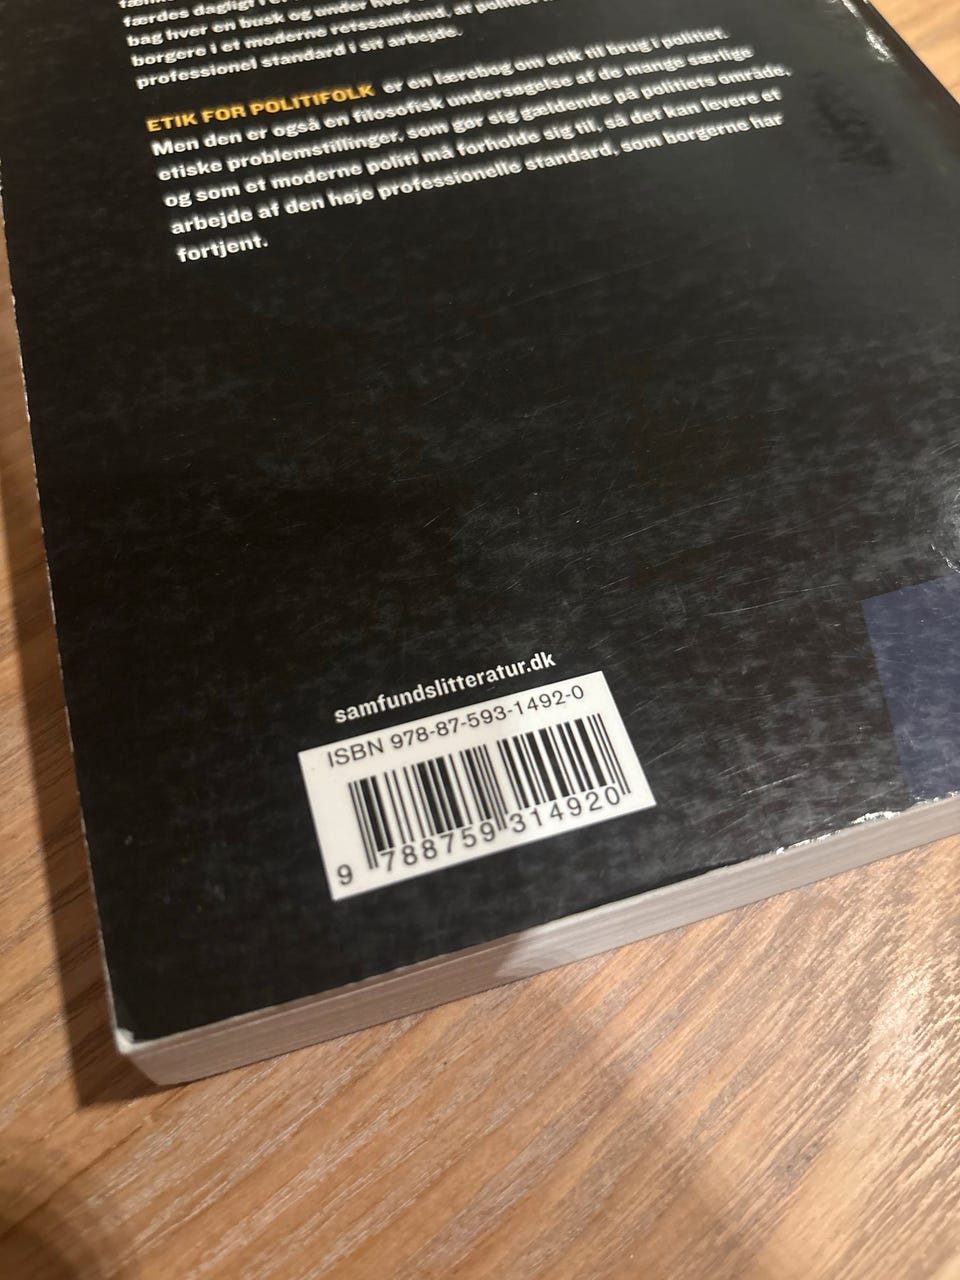 færdes dagligt i
bag hver en busk og under hver
borgere i et moderne retssamfund, at politiet
professionel standard i sit arbejde.
ETIK FOR POLITIFOLK er en lærebog om etik til brug i politiet.
Men den er også en filosofisk undersøgelse af de mange særlige
etiske problemstillinger, som gør sig gældende på politiets område,
og som et moderne politi må forholde sig til, så det kan levere et
arbejde af den høje professionelle standard, som borgerne har
fortjent.
samfundslitteratur.dk
ISBN 978-87-593-1492-0
9 788759 314920